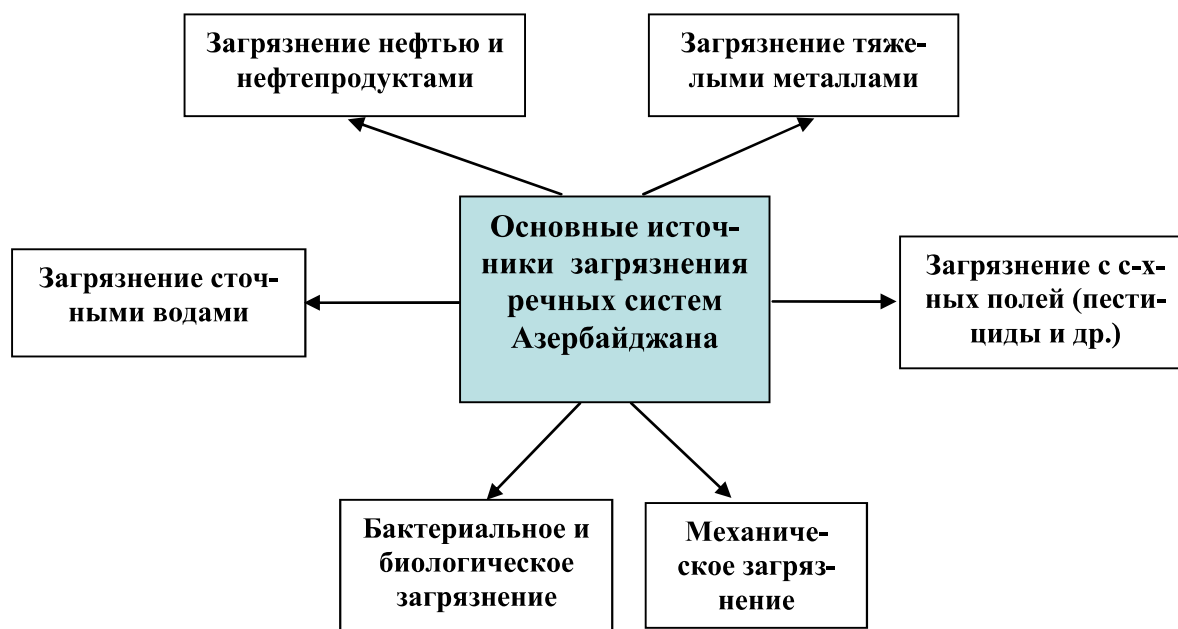 Загрязнение нефтью и
нефтепродуктами
Загрязнение тяже-
лыми металлами
Основные источ-
ники загрязнения
речных систем
Азербайджана
Загрязнение сточ-
ными водами
Загрязнение с с-х-
ных полей (пести-
циды и др.)
Бактериальное и
биологическое
загрязнение
Механиче-
ское загряз-
нение